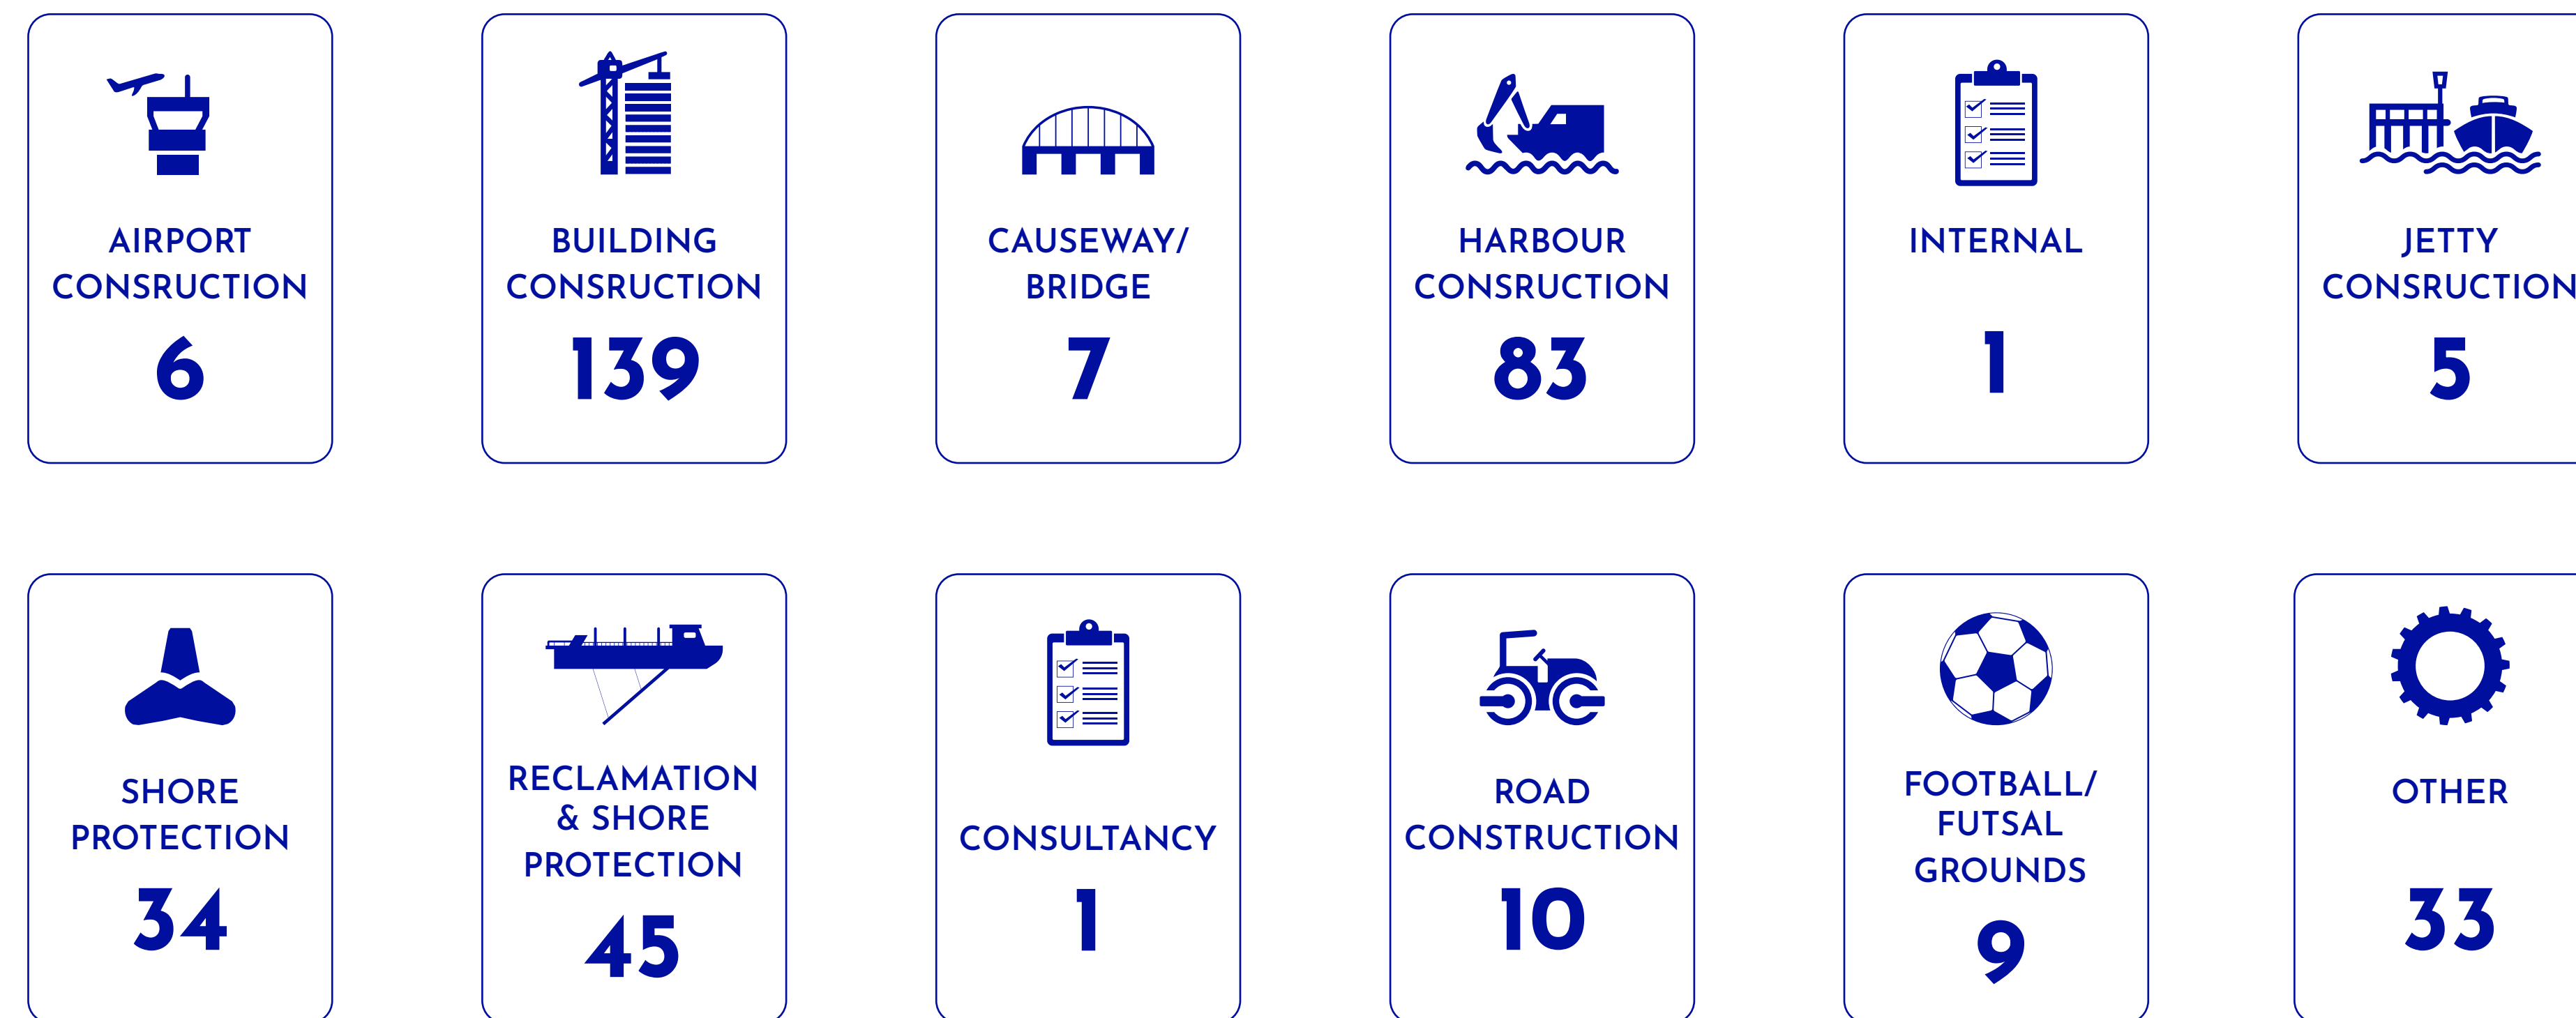 AIRPORT
CONSRUCTION
6
BUILDING
CONSRUCTION
139
CAUSEWAY/
BRIDGE
7
HARBOUR
CONSRUCTION
83
INTERNAL
1
JETTY
CONSRUCTION
5
SHORE
PROTECTION
34
RECLAMATION
& SHORE
PROTECTION
45
CONSULTANCY
1
ROAD
CONSTRUCTION
10
FOOTBALL/
FUTSAL
GROUNDS
9
OTHER
33